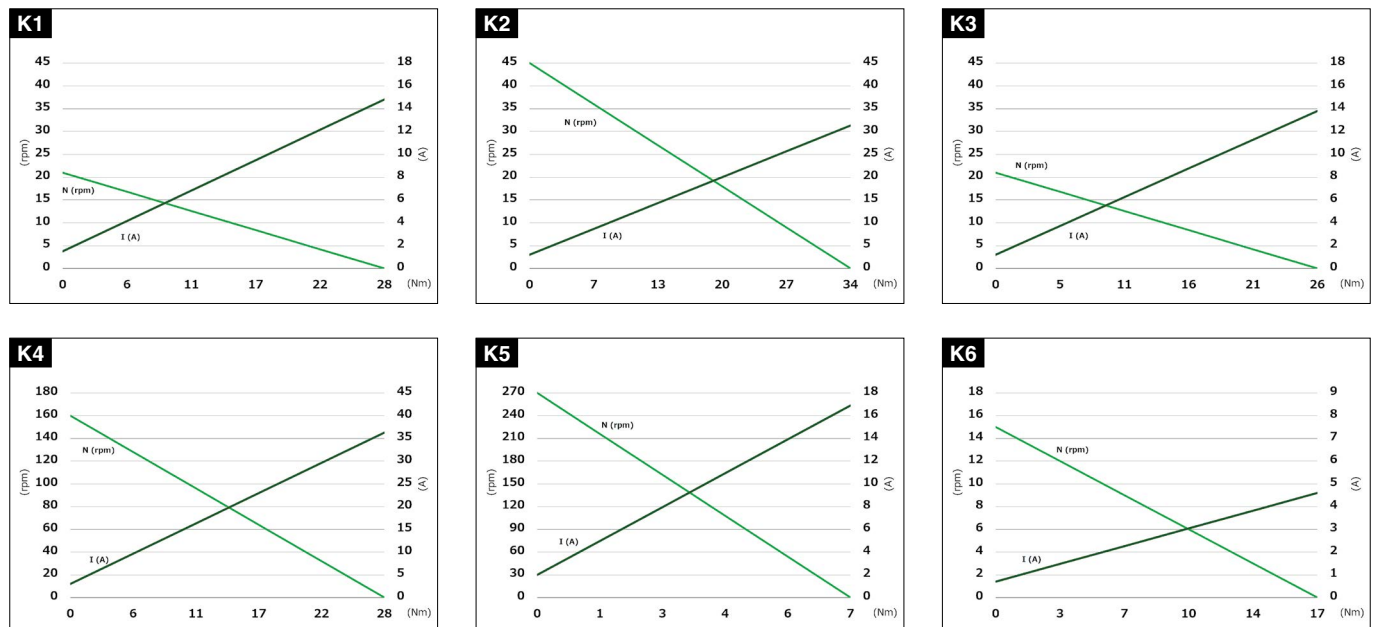 K1
45 18
40 16
35 14
30 12
25 10
20 8
15 6
10 4
5 2
0 0
(rpm)
(A)
N (rpm)
I (A)
0 6 11 17 22 28 (Nm)
K2
45 45
40 40
35 35
30 30
25 25
20 20
15 15
10 10
5 5
0 0
(rpm)
(A)
N (rpm)
I (A)
0 7 13 20 27 34 (Nm)
K3
45 18
40 16
35 14
30 12
25 10
20 8
15 6
10 4
5 2
0 0
(rpm)
(A)
N (rpm)
I (A)
0 5 11 16 21 26 (Nm)
K4
180 45
160 40
140 35
120 30
100 25
80 20
60 15
40 10
20 5
0 0
(rpm)
(A)
N (rpm)
I (A)
0 6 11 17 22 28 (Nm)
K5
270 18
240 16
210 14
180 12
150 10
120 8
90 6
60 4
30 2
0 0
(rpm)
(A)
N (rpm)
I (A)
0 1 3 4 6 7 (Nm)
K6
18 9
16 8
14 7
12 6
10 5
8 4
6 3
4 2
2 1
0 0
(rpm)
(A)
N (rpm)
I (A)
0 3 7 10 14 17 (Nm)